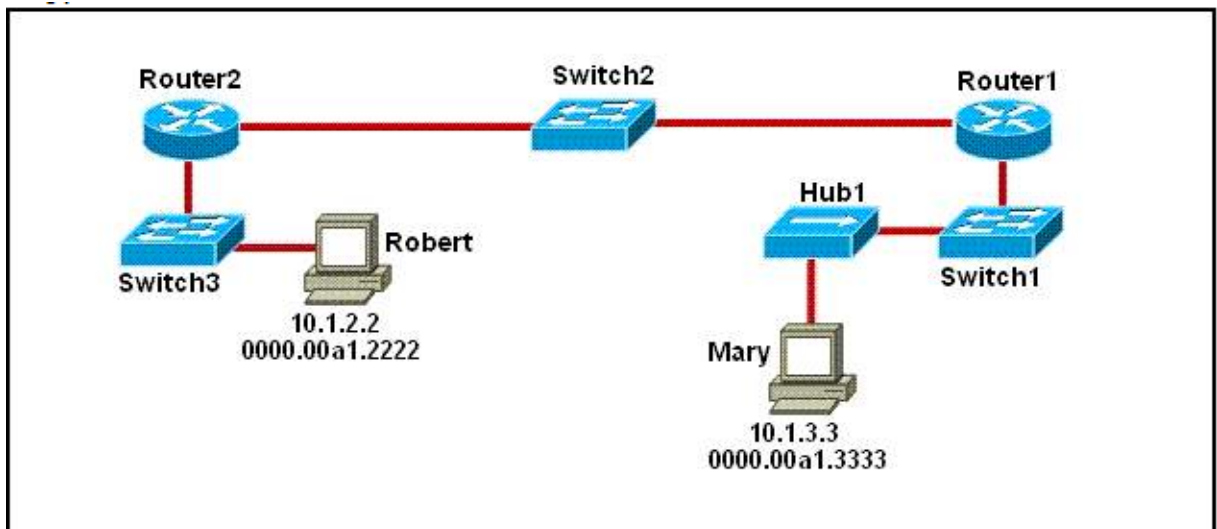 Router2
Switch2
Router1
Hub1
Robert
Switch3
Switch1
10.1.2.2
0000.00a1.2222
Mary
10.1.3.3
0000.00a1.3333